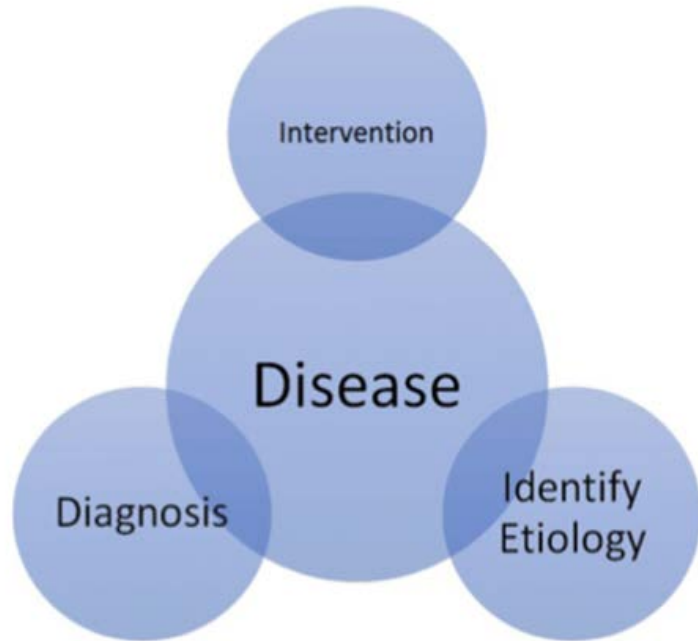 Intervention
Disease
Diagnosis
Identify
Etiology